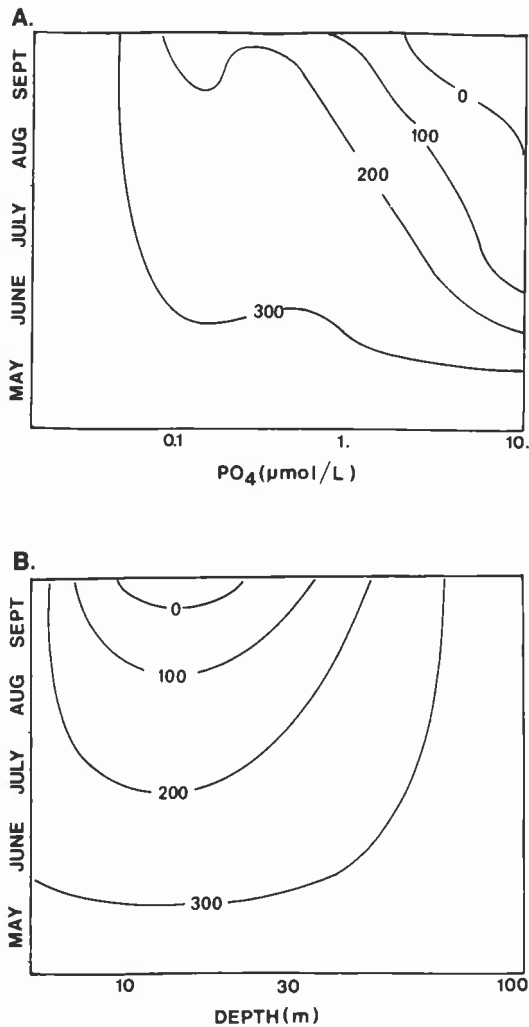 A.
SEPT
AUG
JULY
JUNE
MAY
0
100
200
300
0.1 1. 10.
PO₄(µmol/L)
B.
SEPT
AUG
JULY
JUNE
MAY
0
100
200
300
10 30 100
DEPTH(m)